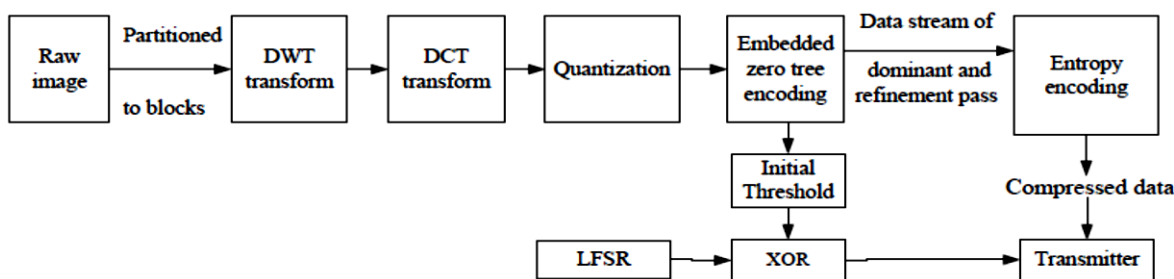 Raw
image
Partitioned
to blocks
DWT
transform
DCT
transform
Quantization
Embedded
zero tree
encoding
Data stream of
dominant and
refinement pass
Entropy
encoding
Initial
Threshold
Compressed data
LFSR
XOR
Transmitter